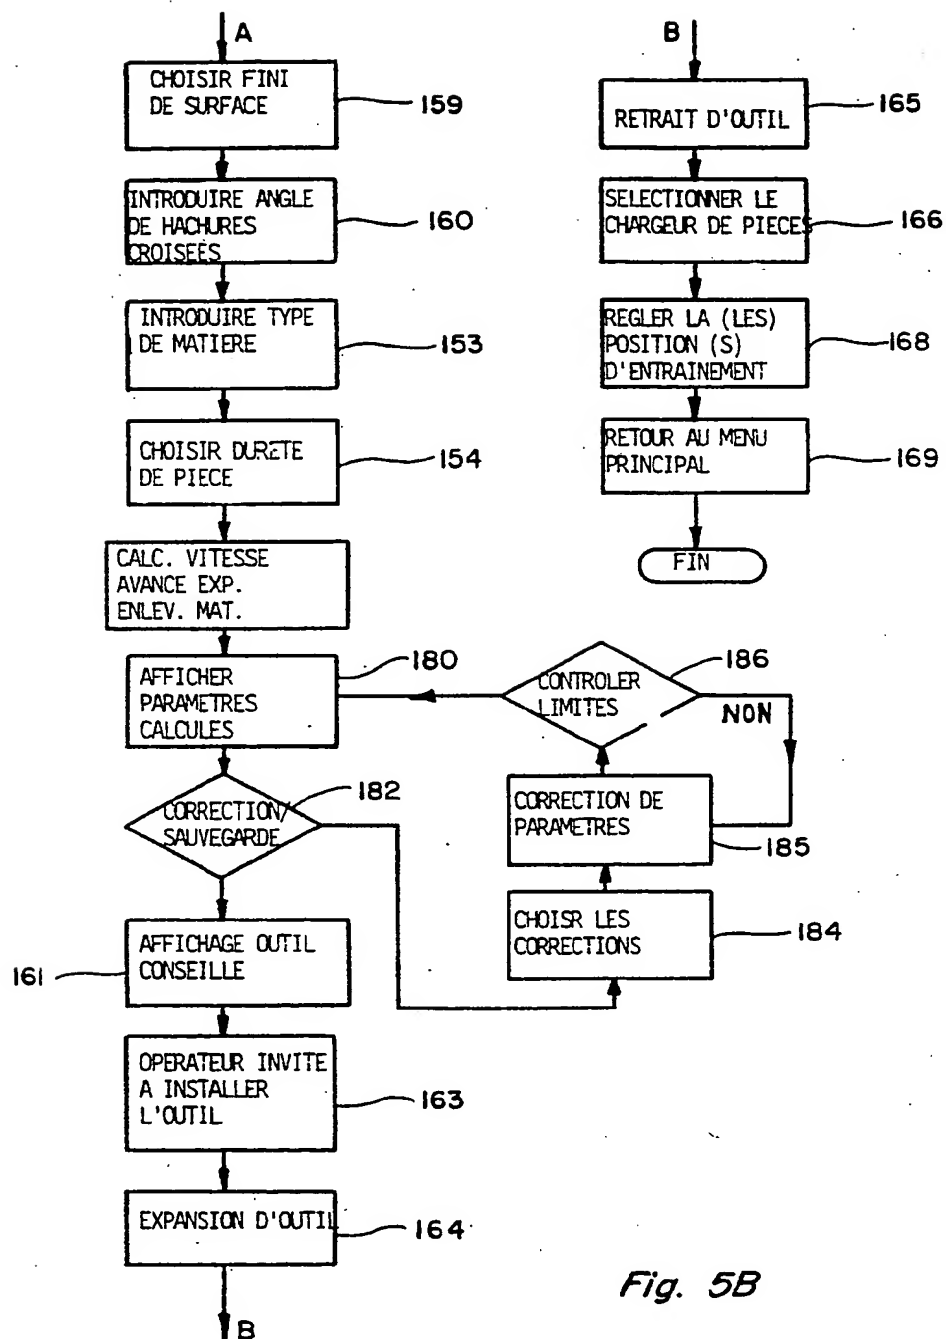 A
CHOISIR FINI
DE SURFACE
159
INTRODUIRE ANGLE
DE HACHURES
CROISEES
160
INTRODUIRE TYPE
DE MATIERE
153
CHOISIR DURETE
DE PIECE
154
CALC. VITESSE
AVANCE EXP.
ENLEV. MAT.
AFFICHER
PARAMETRES
CALCULES
180
CORRECTION/
SAUVEGARDE
182
AFFICHAGE OUTIL
CONSEILLE
161
OPERATEUR INVITE
A INSTALLER
L'OUTIL
163
EXPANSION D'OUTIL
164
B
B
RETRAIT D'OUTIL
165
SELECTIONNER LE
CHARGEUR DE PIECES
166
REGLER LA (LES)
POSITION (S)
D'ENTRAINEMENT
168
RETOUR AU MENU
PRINCIPAL
169
FIN
CONTROLER
LIMITES
186
NON
CORRECTION DE
PARAMETRES
185
CHOISR LES
CORRECTIONS
184
Fig. 5B